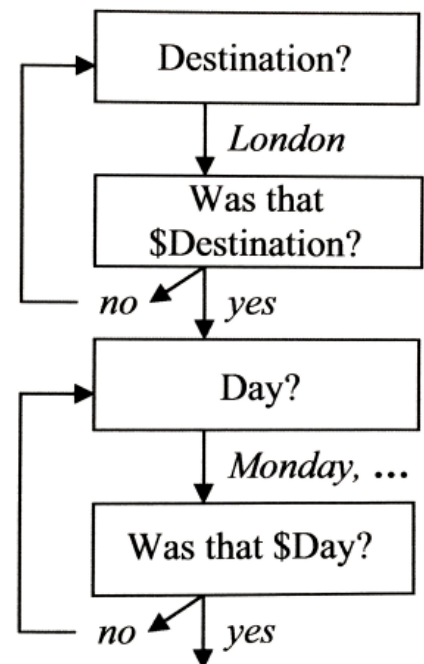 Destination?
London
Was that
$Destination?
no
yes
Day?
Monday, ...
Was that $Day?
no
yes